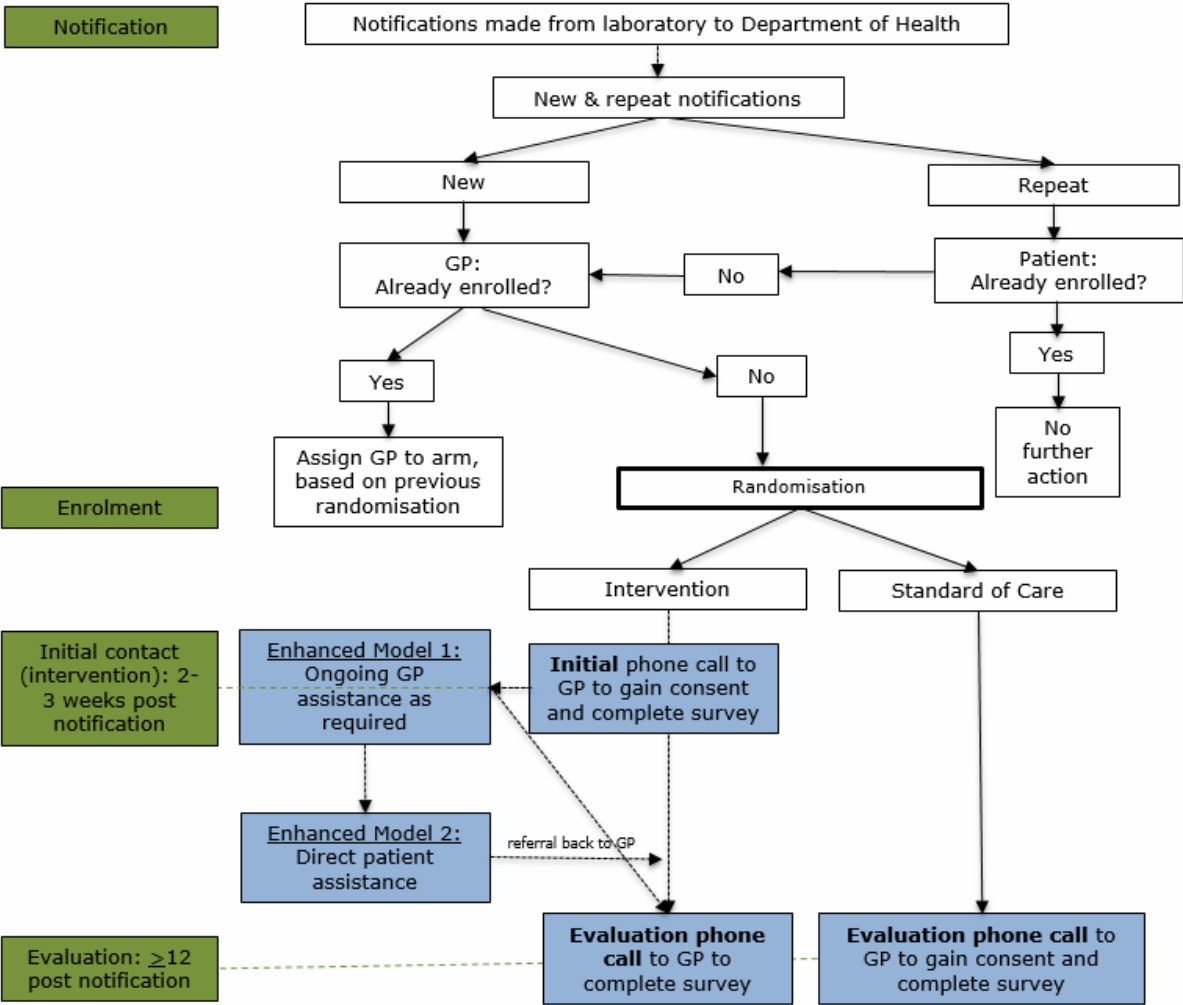 Notification
Notifications made from laboratory to Department of Health
New & repeat notifications
New
Repeat
GP:
Already enrolled?
No
Patient:
Already enrolled?
Yes
No
Yes
Assign GP to arm,
based on previous
randomisation
No
further
action
Enrolment
Randomisation
Intervention
Standard of Care
Initial contact
(intervention): 2-
3 weeks post
notification
Enhanced Model 1:
Ongoing GP
assistance as
required
Initial phone call to
GP to gain consent
and complete survey
Enhanced Model 2:
Direct patient
assistance
referral back to GP
Evaluation: ≥12
post notification
Evaluation phone
call to GP to
complete survey
Evaluation phone call to
GP to gain consent and
complete survey